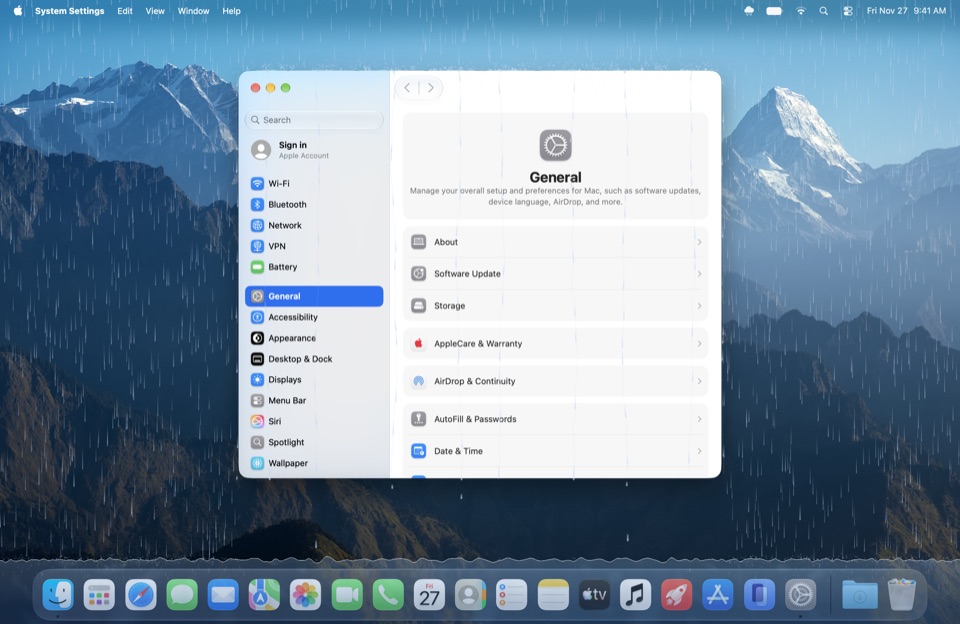 System Settings Edit View Window Help
Fri Nov 27 9:41 AM
Search
Sign in
Apple Account
Wi-Fi
Bluetooth
Network
VPN
Battery
General
Accessibility
Appearance
Desktop & Dock
Displays
Menu Bar
Siri
Spotlight
Wallpaper
General
Manage your overall setup and preferences for Mac, such as software updates,
device language, AirDrop, and more.
About
Software Update
Storage
AppleCare & Warranty
AirDrop & Continuity
AutoFill & Passwords
Date & Time
Fri
27
tv